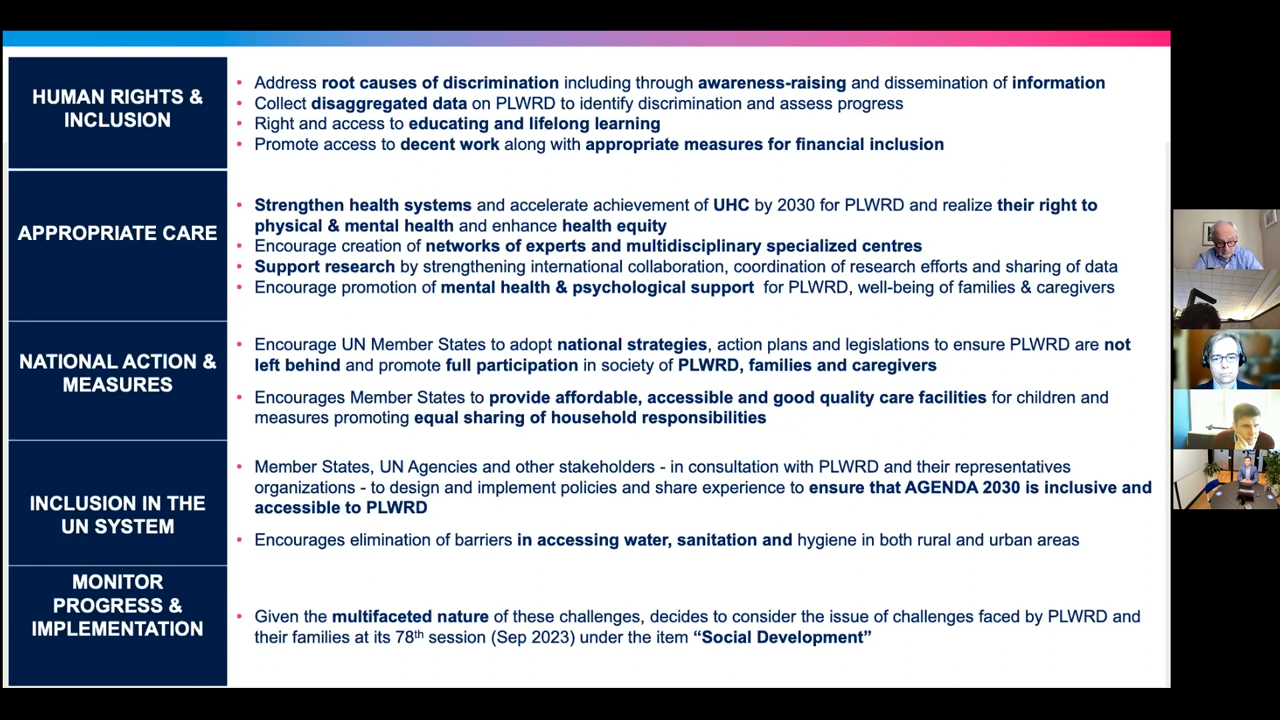 HUMAN RIGHTS &
INCLUSION
• Address root causes of discrimination including through awareness-raising and dissemination of information
• Collect disaggregated data on PLWRD to identify discrimination and assess progress
• Right and access to educating and lifelong learning
• Promote access to decent work along with appropriate measures for financial inclusion
APPROPRIATE CARE
• Strengthen health systems and accelerate achievement of UHC by 2030 for PLWRD and realize their right to
physical & mental health and enhance health equity
• Encourage creation of networks of experts and multidisciplinary specialized centres
• Support research by strengthening international collaboration, coordination of research efforts and sharing of data
• Encourage promotion of mental health & psychological support for PLWRD, well-being of families & caregivers
NATIONAL ACTION &
MEASURES
• Encourage UN Member States to adopt national strategies, action plans and legislations to ensure PLWRD are not
left behind and promote full participation in society of PLWRD, families and caregivers
• Encourages Member States to provide affordable, accessible and good quality care facilities for children and
measures promoting equal sharing of household responsibilities
INCLUSION IN THE
UN SYSTEM
• Member States, UN Agencies and other stakeholders - in consultation with PLWRD and their representatives
organizations - to design and implement policies and share experience to ensure that AGENDA 2030 is inclusive and
accessible to PLWRD
• Encourages elimination of barriers in accessing water, sanitation and hygiene in both rural and urban areas
MONITOR
PROGRESS &
IMPLEMENTATION
• Given the multifaceted nature of these challenges, decides to consider the issue of challenges faced by PLWRD and
their families at its 78th session (Sep 2023) under the item “Social Development”